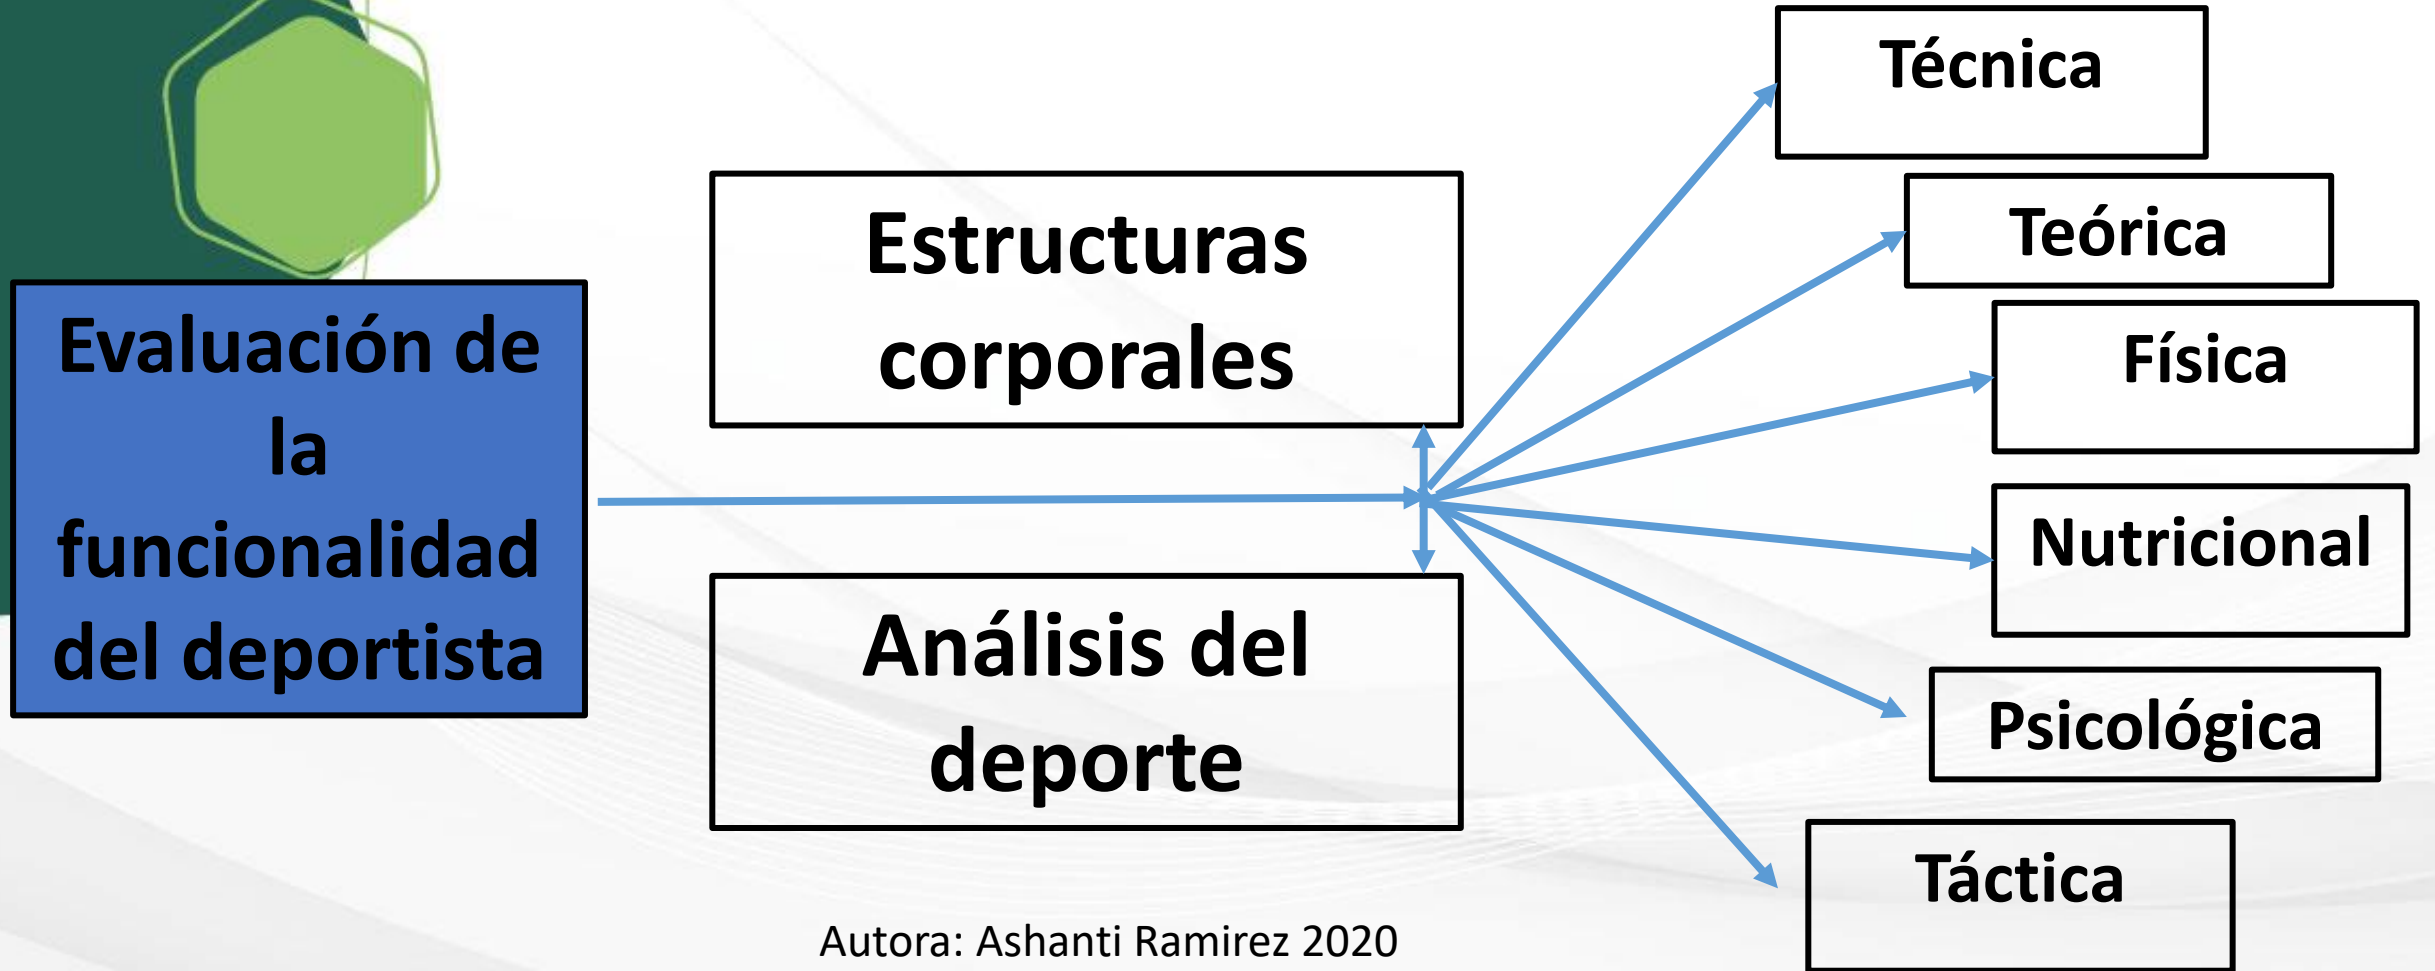 Evaluación de
la
funcionalidad
del deportista
Estructuras
corporales
Análisis del
deporte
Técnica
Teórica
Física
Nutricional
Psicológica
Táctica
Autora: Ashanti Ramirez 2020